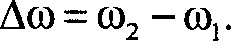 Δω = ω₂ − ω₁.